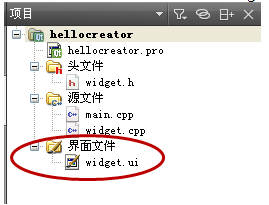 项目
hellocreator
hellocreator.pro
头文件
widget.h
源文件
main.cpp
widget.cpp
界面文件
widget.ui